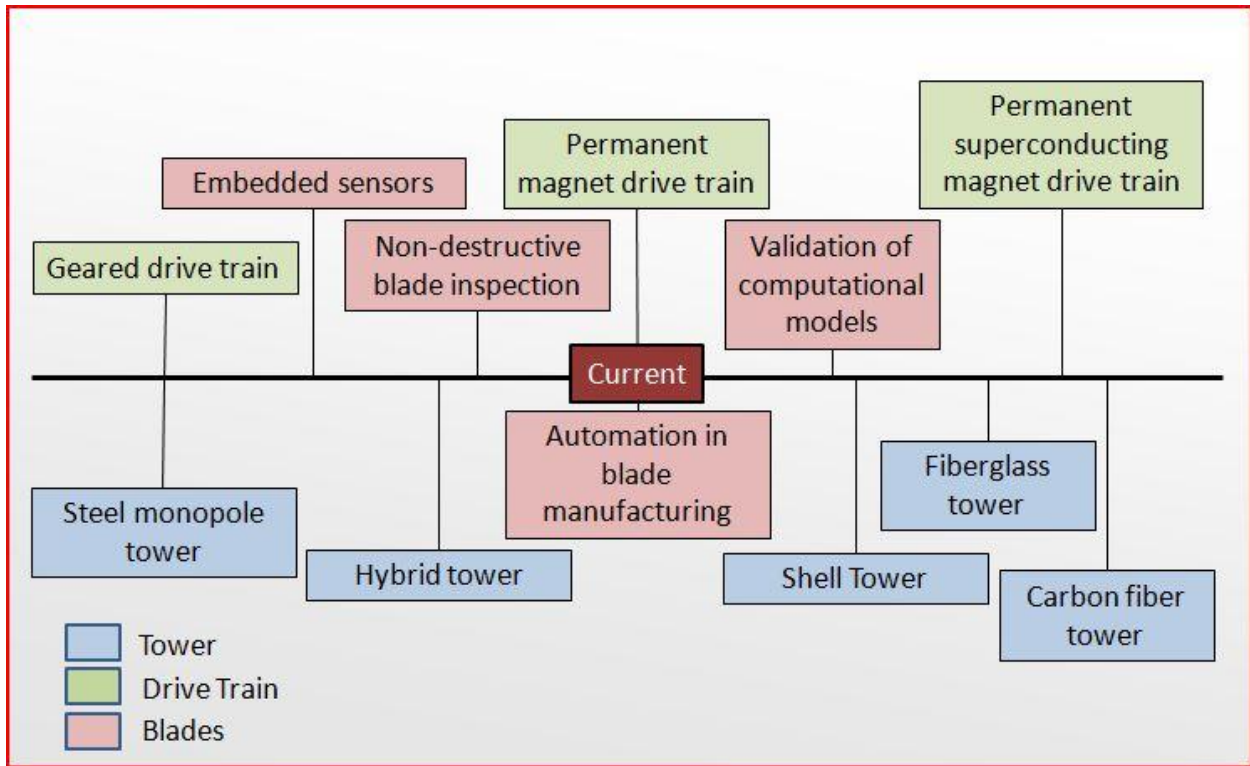 Permanent
superconducting
magnet drive train
Permanent
magnet drive train
Embedded sensors
Non-destructive
blade inspection
Validation of
computational
models
Geared drive train
Current
Automation in
blade
manufacturing
Fiberglass
tower
Steel monopole
tower
Hybrid tower
Shell Tower
Carbon fiber
tower
Tower
Drive Train
Blades